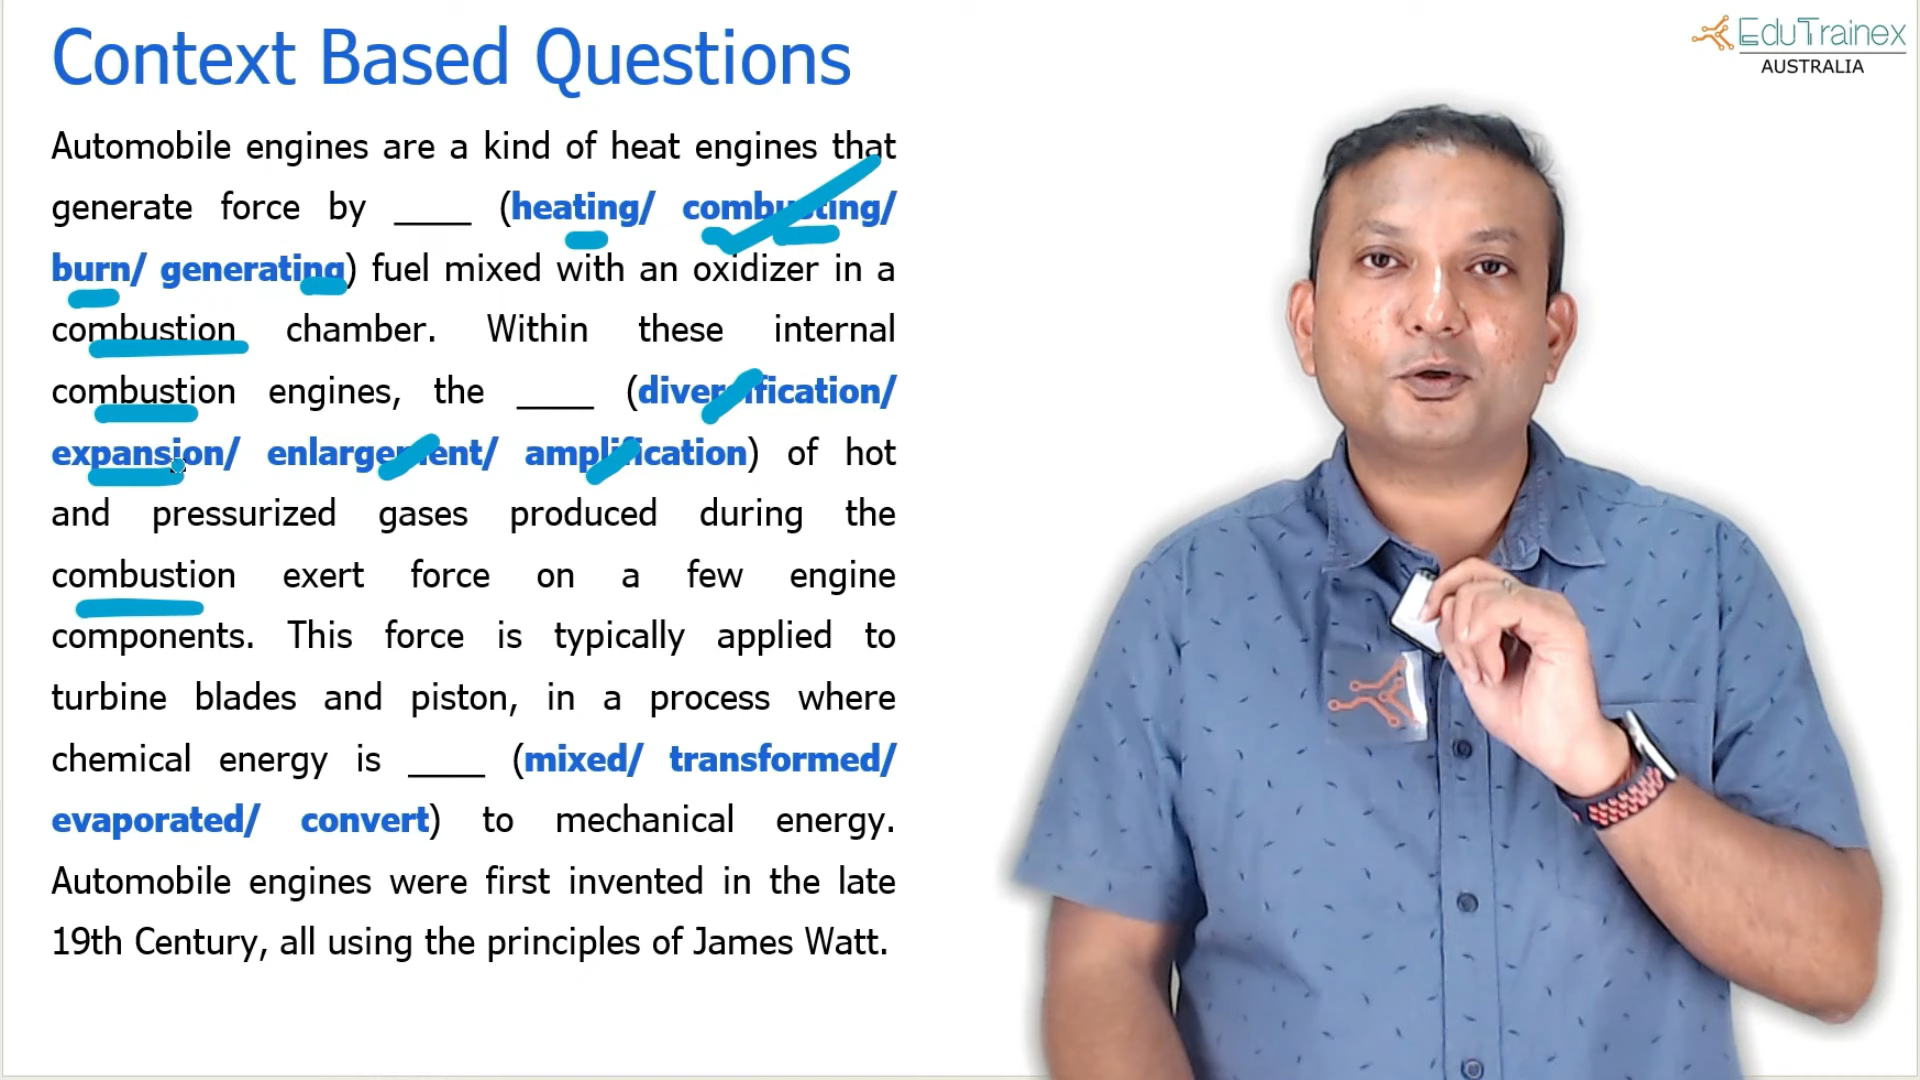 Context Based Questions
EduTrainex
AUSTRALIA
Automobile engines are a kind of heat engines that
generate force by ____ (heating/ combusting/
burn/ generating) fuel mixed with an oxidizer in a
combustion chamber. Within these internal
combustion engines, the ____ (diversification/
expansion/ enlargement/ amplification) of hot
and pressurized gases produced during the
combustion exert force on a few engine
components. This force is typically applied to
turbine blades and piston, in a process where
chemical energy is ____ (mixed/ transformed/
evaporated/ convert) to mechanical energy.
Automobile engines were first invented in the late
19th Century, all using the principles of James Watt.